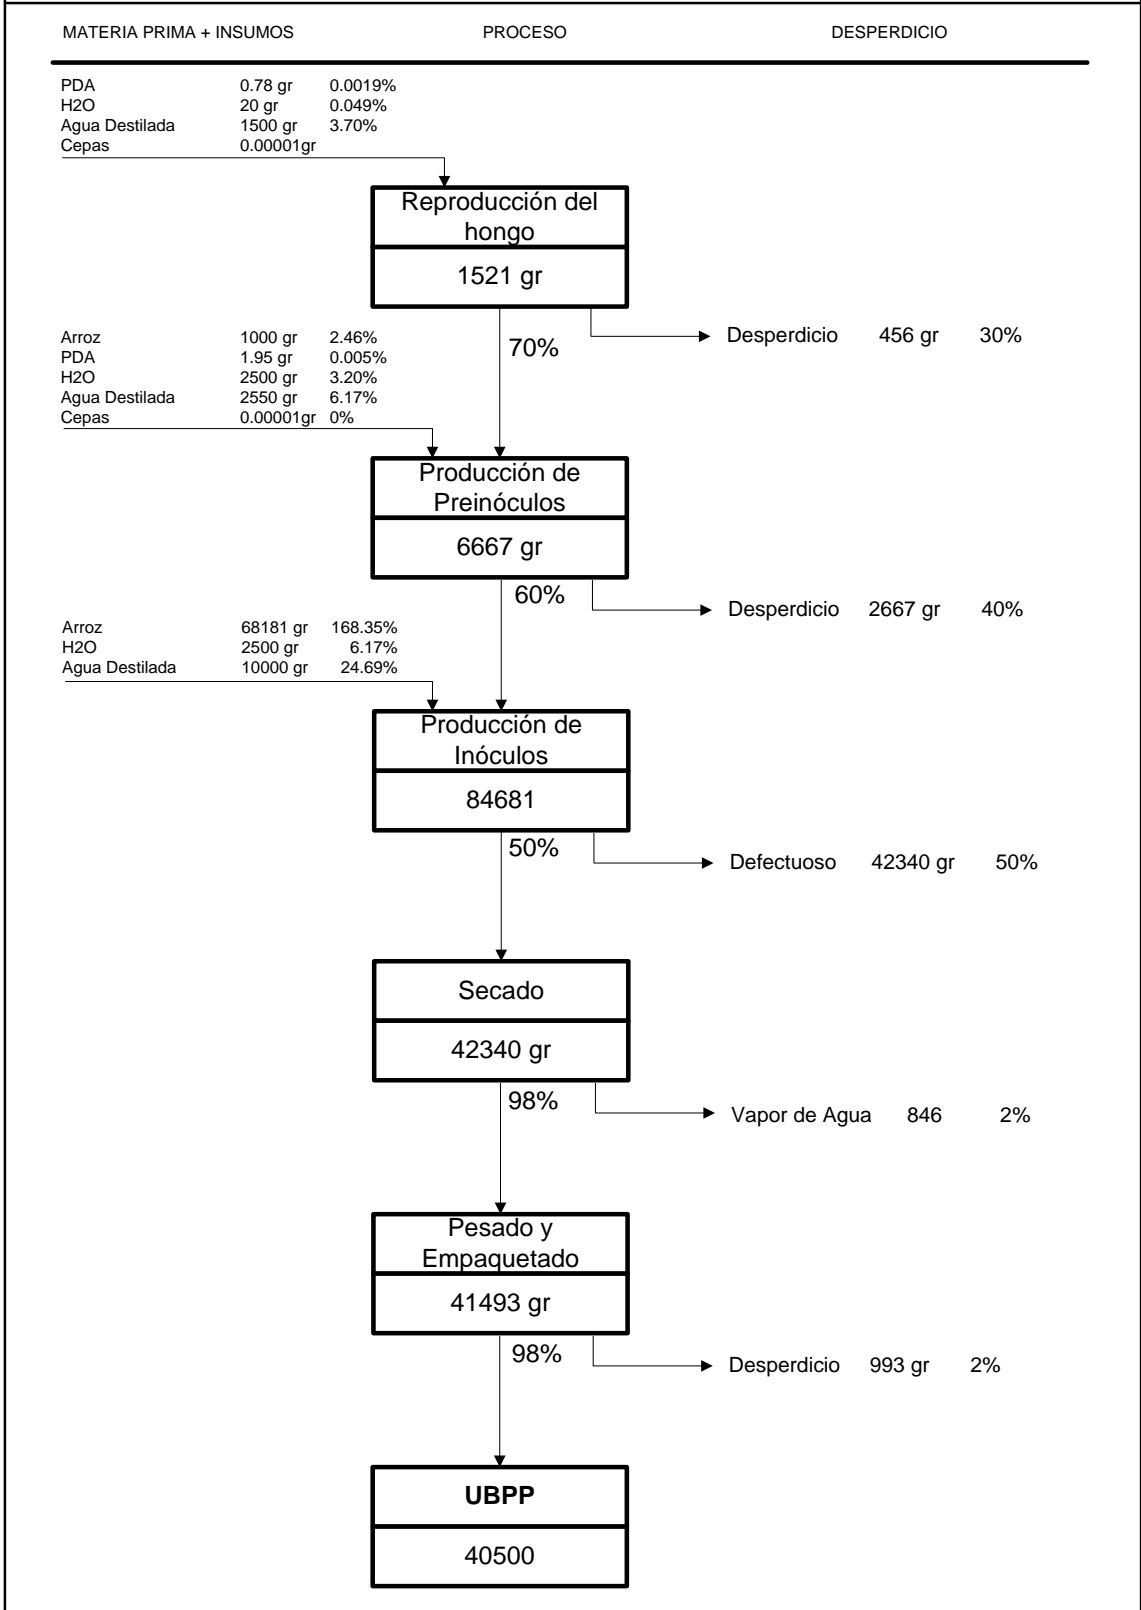 MATERIA PRIMA + INSUMOS PROCESO DESPERDICIO
PDA 0.78 gr 0.0019%
H2O 20 gr 0.049%
Agua Destilada 1500 gr 3.70%
Cepas 0.00001gr
Reproducción del
hongo
1521 gr
Desperdicio 456 gr 30%
70%
Arroz 1000 gr 2.46%
PDA 1.95 gr 0.005%
H2O 2500 gr 3.20%
Agua Destilada 2550 gr 6.17%
Cepas 0.00001gr 0%
Producción de
Preinóculos
6667 gr
60%
Desperdicio 2667 gr 40%
Arroz 68181 gr 168.35%
H2O 2500 gr 6.17%
Agua Destilada 10000 gr 24.69%
Producción de
Inóculos
84681
50%
Defectuoso 42340 gr 50%
Secado
42340 gr
98%
Vapor de Agua 846 2%
Pesado y
Empaquetado
41493 gr
98%
Desperdicio 993 gr 2%
UBPP
40500